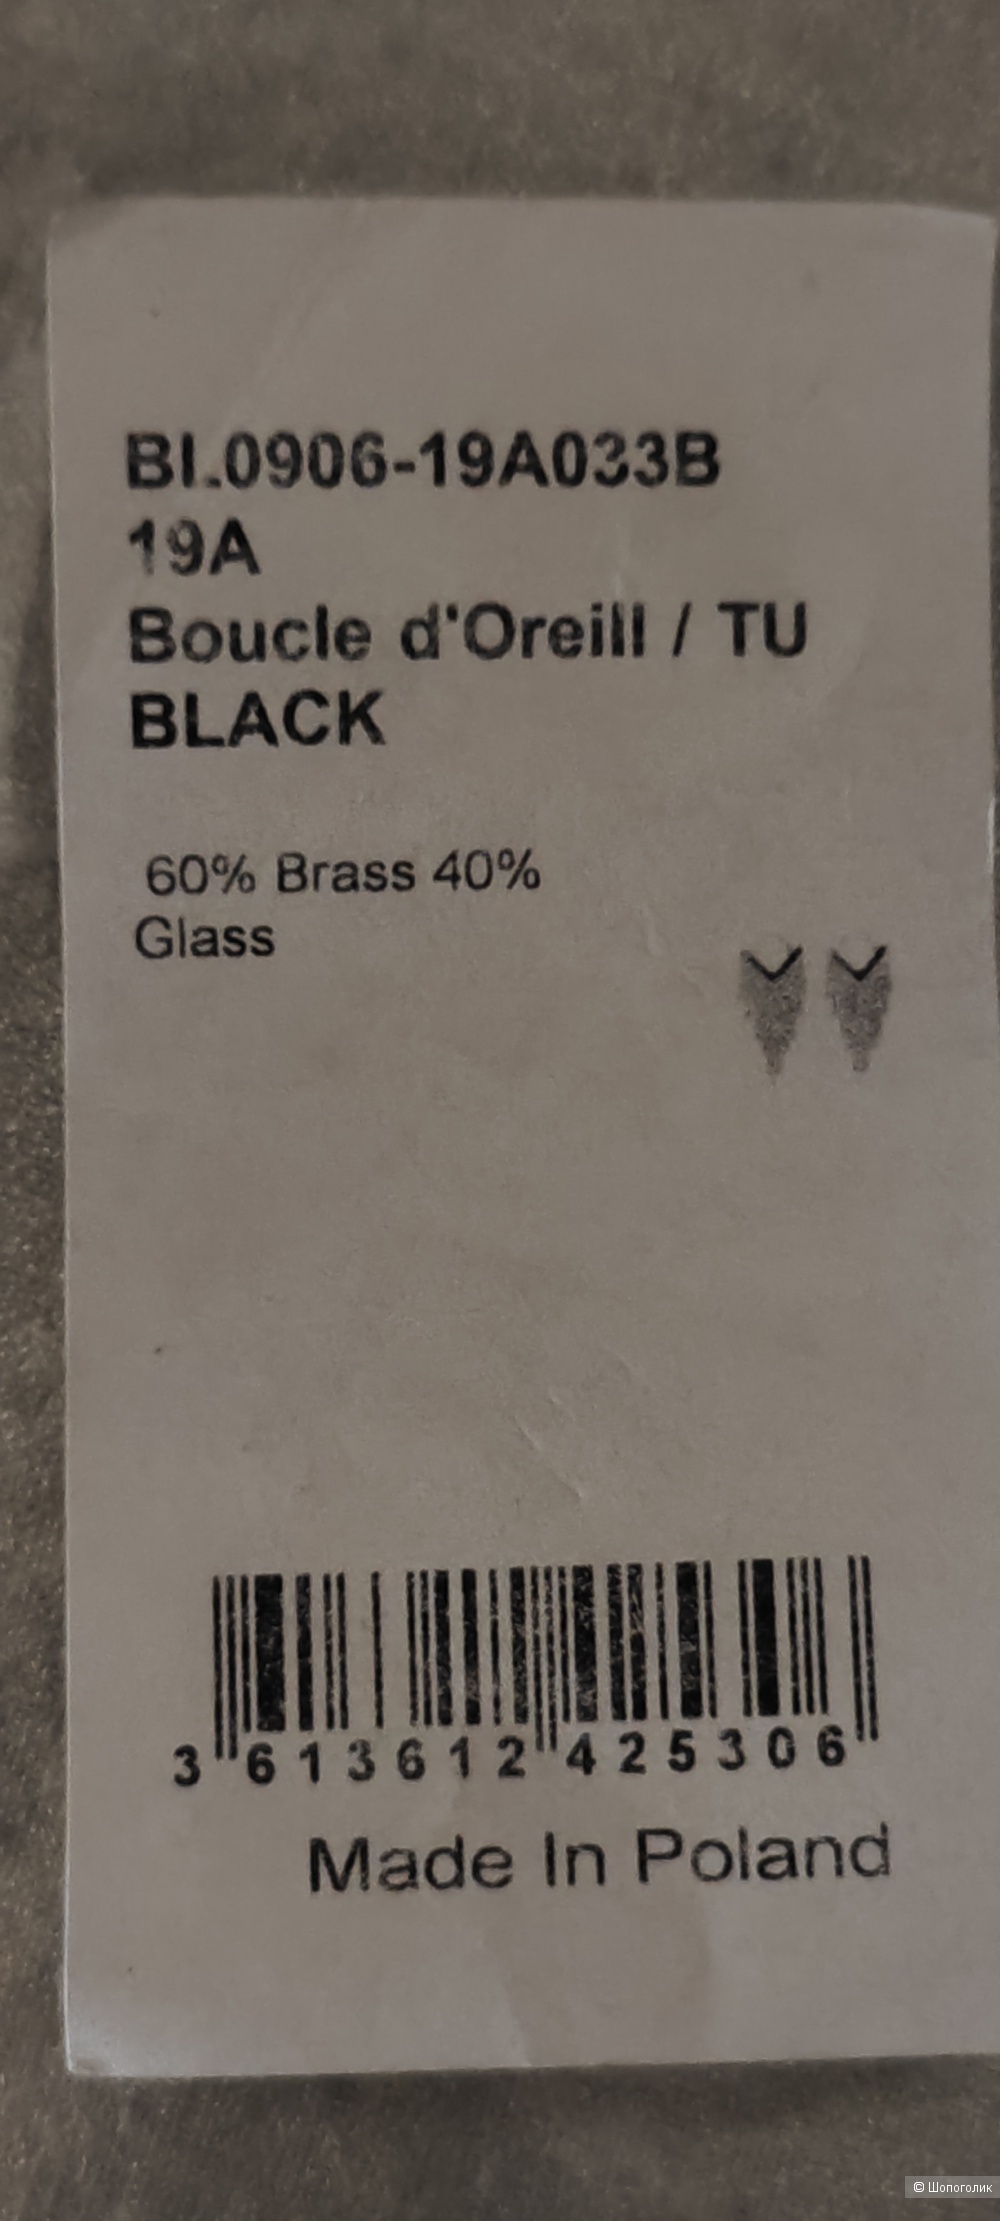 BI.0906-19A033B
19A
Boucle d'Oreill / TU
BLACK
60% Brass 40%
Glass
3 613612 425306
Made In Poland
© Шопоголик